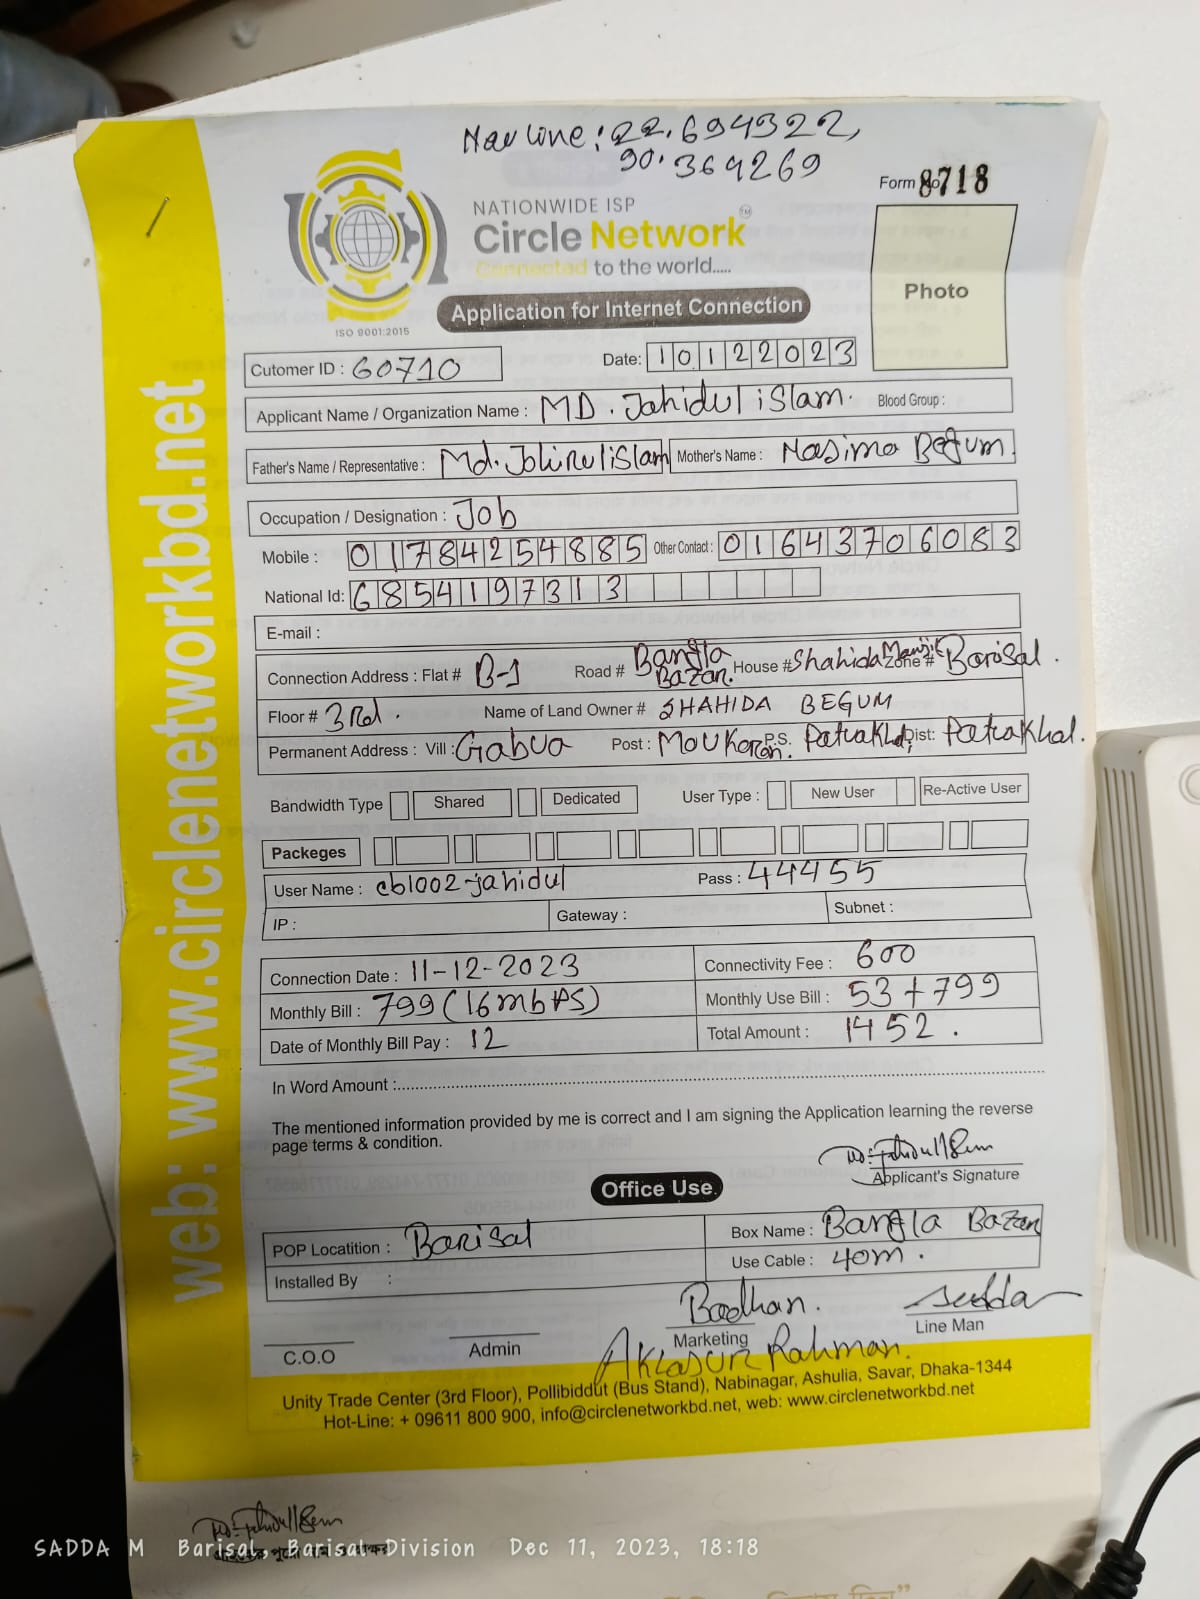 New line: 22.694322,
90.364269
Form No 8718
NATIONWIDE ISP
Circle Network TM
Connected to the world.....
ISO 9001:2015
Application for Internet Connection
Photo
Cutomer ID : 60710 Date: 10122023
Applicant Name / Organization Name : MD. Jahidul iSlam. Blood Group :
Father's Name / Representative : Md. Johirul iSlam Mother's Name : Nasima Begum
Occupation / Designation : Job
Mobile : 01784254885 Other Contact : 01643706083
National Id: 6854197313
E-mail :
Connection Address : Flat # B-1 Road # Bangla Bazar. House # Shahida Manjil Zone # Barisal.
Floor # 3Rd. Name of Land Owner # SHAHIDA BEGUM
Permanent Address : Vill : Gabua Post : Moukaran. P.S. Patuakhali Dist: Patuakhal.
Bandwidth Type Shared Dedicated User Type : New User Re-Active User
Packeges
User Name : cb1002-jahidul Pass : 44455
IP : Gateway : Subnet :
Connection Date : 11-12-2023 Connectivity Fee : 600
Monthly Bill : 799 (16mbps) Monthly Use Bill : 53+799
Date of Monthly Bill Pay : 12 Total Amount : 1452.
In Word Amount :
The mentioned information provided by me is correct and I am signing the Application learning the reverse
page terms & condition.
Applicant's Signature
Office Use.
POP Locatition : Barisal Box Name : Bangla Bazar
Installed By : Use Cable : 40m.
Badhan. Sadda
C.O.O Admin Marketing Line Man
Aklasur Rahman.
Unity Trade Center (3rd Floor), Pollibiddut (Bus Stand), Nabinagar, Ashulia, Savar, Dhaka-1344
Hot-Line: + 09611 800 900, info@circlenetworkbd.net, web: www.circlenetworkbd.net
web: www.circlenetworkbd.net
SADDA M Barisal, Barisal Division Dec 11, 2023, 18:18